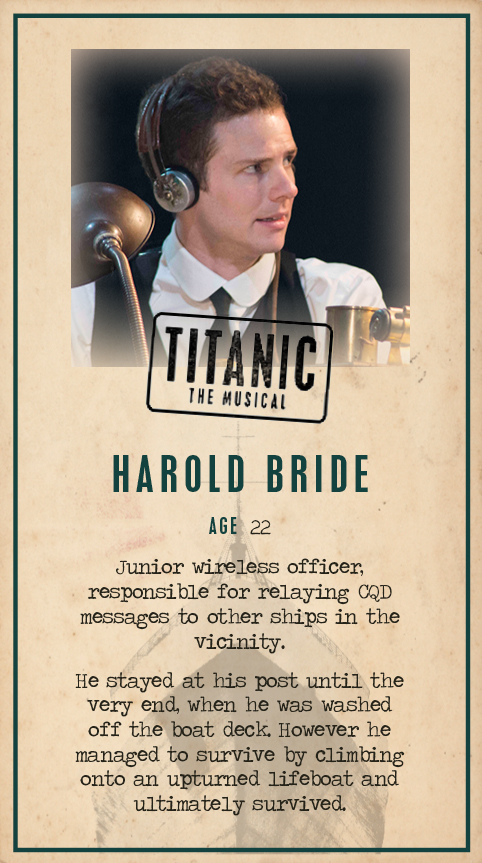 TITANIC
THE MUSICAL
HAROLD BRIDE
AGE 22
Junior wireless officer,
responsible for relaying CQD
messages to other ships in the
vicinity.
He stayed at his post until the
very end, when he was washed
off the boat deck. However he
managed to survive by climbing
onto an upturned lifeboat and
ultimately survived.